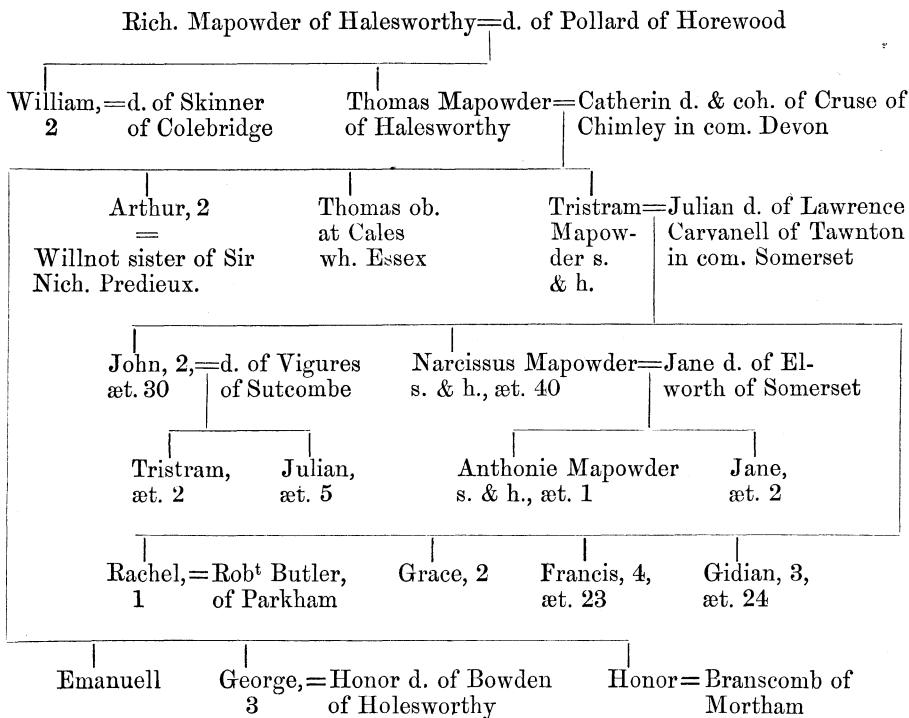 Rich. Mapowder of Halesworthy=d. of Pollard of Horewood
William,=d. of Skinner
2 of Colebridge
Thomas Mapowder=Catherin d. & coh. of Cruse of
of Halesworthy Chimley in com. Devon
Arthur, 2
=
Willnot sister of Sir
Nich. Predieux.
Thomas ob.
at Cales
wh. Essex
Tristram=Julian d. of Lawrence
Mapow- Carvanell of Tawnton
der s. in com. Somerset
& h.
John, 2,=d. of Vigures
æt. 30 of Sutcombe
Narcissus Mapowder=Jane d. of El-
s. & h., æt. 40 worth of Somerset
Tristram,
æt. 2
Julian,
æt. 5
Anthonie Mapowder
s. & h., æt. 1
Jane,
æt. 2
Rachel,=Robᵗ Butler,
1 of Parkham
Grace, 2
Francis, 4,
æt. 23
Gidian, 3,
æt. 24
Emanuell
George,=Honor d. of Bowden
3 of Holesworthy
Honor=Branscomb of
Mortham